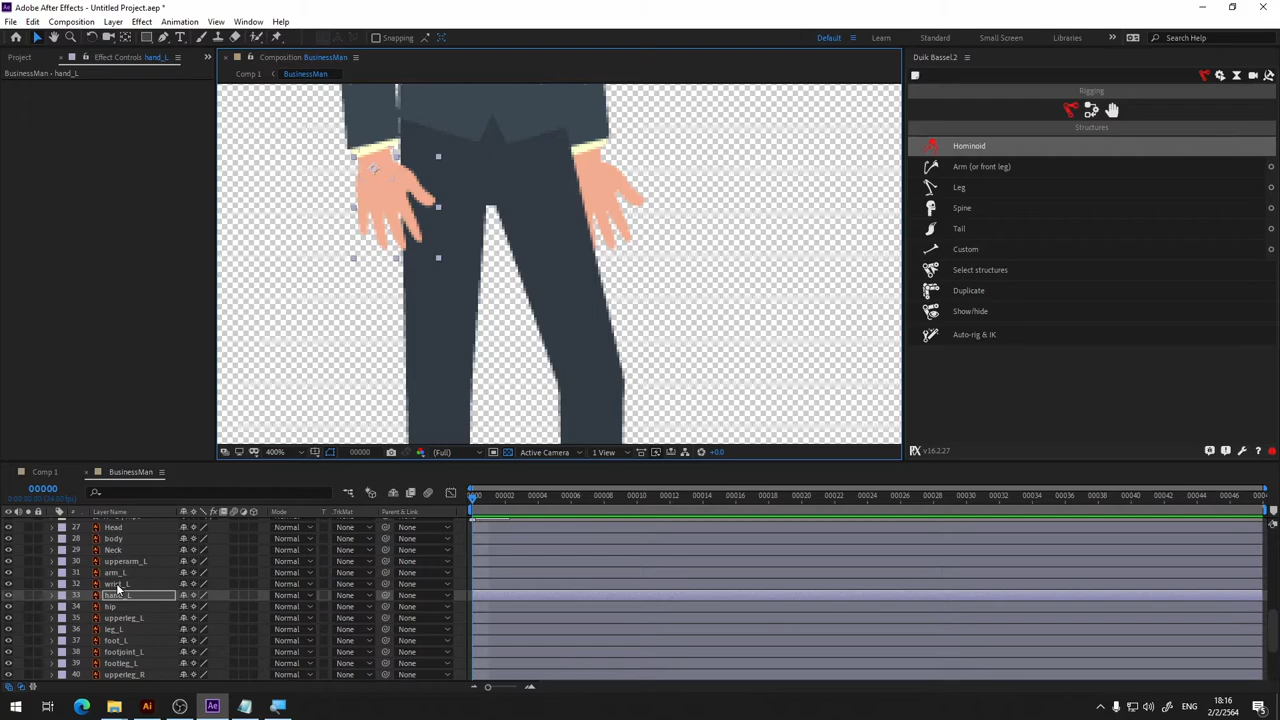 Adobe After Effects - Untitled Project.aep *
File Edit Composition Layer Effect Animation View Window Help
Snapping
Default Learn Standard Small Screen Libraries Search Help
Project Effect Controls hand_L
Composition BusinessMan
Duik Bassel.2
BusinessMan • hand_L
Comp 1 BusinessMan
Rigging
Structures
Hominoid
Arm (or front leg)
Leg
Spine
Tail
Custom
Select structures
Duplicate
Show/hide
Auto-rig & IK
v16.2.27
400% 00000 (Full) Active Camera 1 View +0.0
Comp 1 BusinessMan
00000
# Layer Name Mode T .TrkMat Parent & Link
00002 00004 00006 00008 00010 00012 00014 00016 00018 00020 00022 00024 00026 00028 00030 00032 00034 00036 00038 00040 00042 00044
27 Head Normal None None
28 body Normal None None
29 Neck Normal None None
30 upperarm_L Normal None None
31 arm_L Normal None None
32 wrist_L Normal None None
33 hand_L Normal None None
34 hip Normal None None
35 upperleg_L Normal None None
36 leg_L Normal None None
37 foot_L Normal None None
38 footjoint_L Normal None None
39 footleg_L Normal None None
40 upperleg_R Normal None None
18:16
ENG
2/2/2564